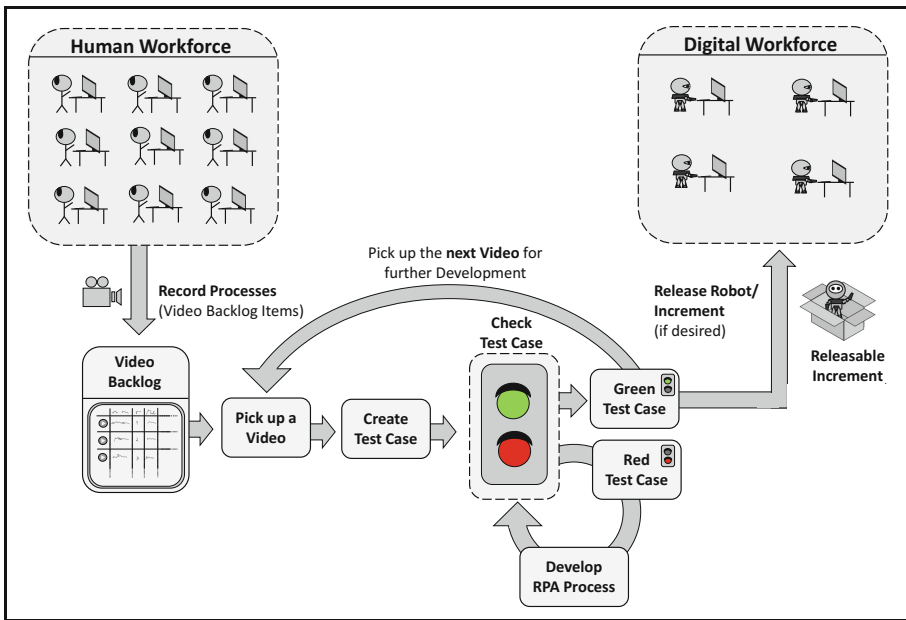 Human Workforce
Digital Workforce
Pick up the next Video for
further Development
Record Processes
(Video Backlog Items)
Release Robot/
Increment
(if desired)
Releasable
Increment
Check
Test Case
Video
Backlog
Pick up a
Video
Create
Test Case
Green
Test Case
Red
Test Case
Develop
RPA Process